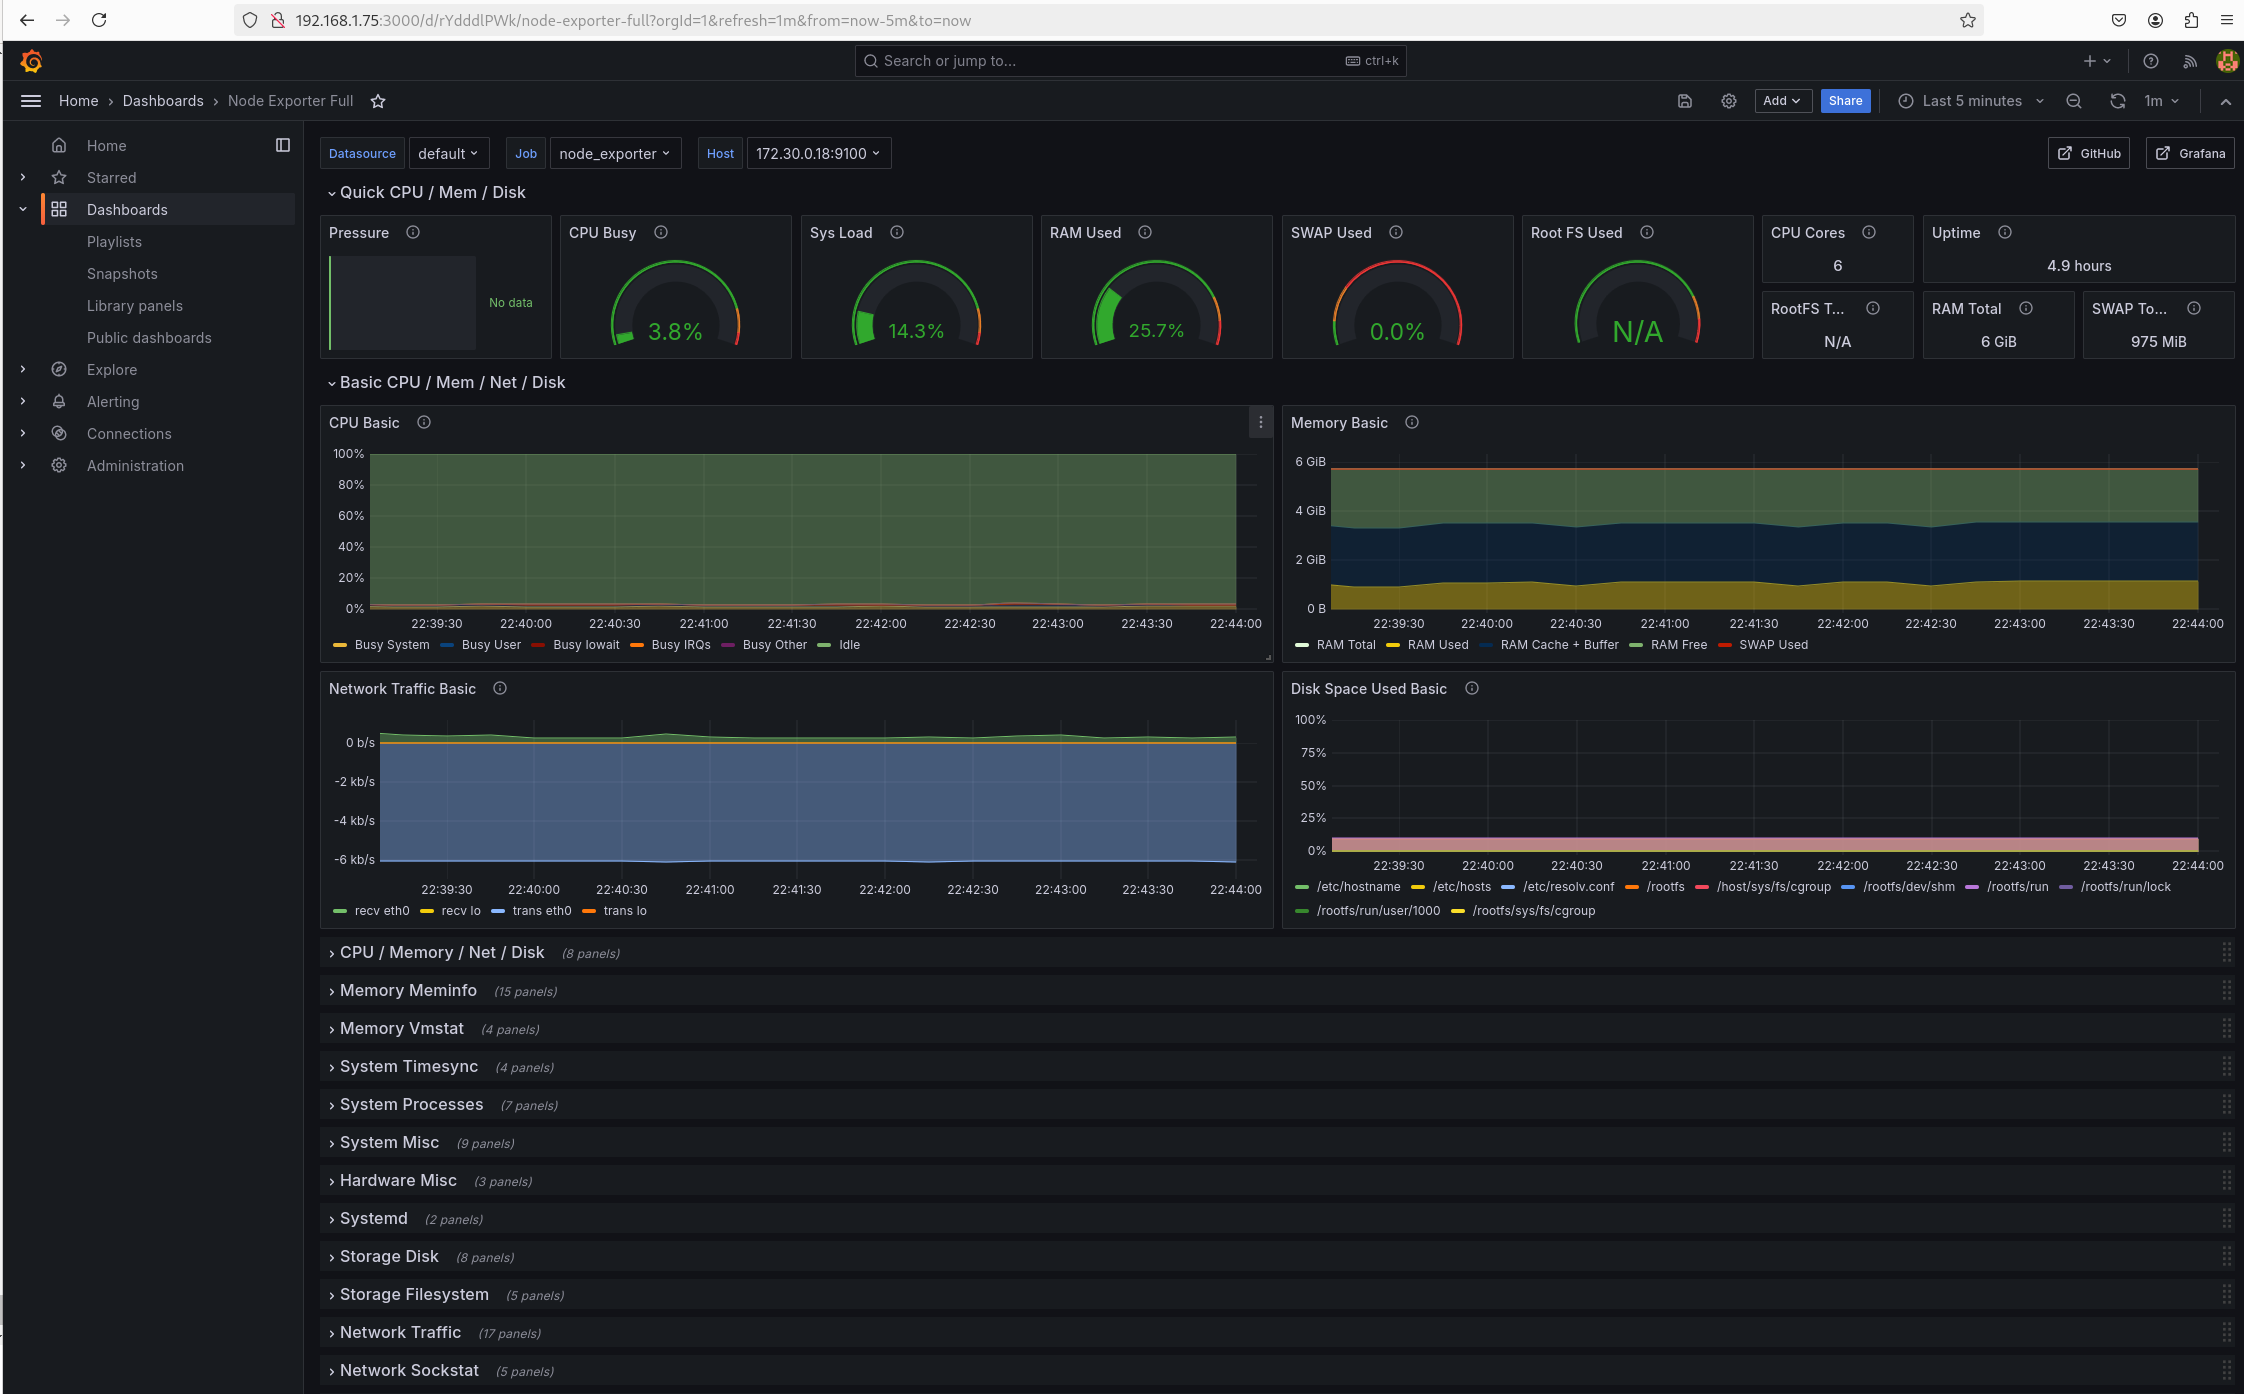 192.168.1.75:3000/d/rYdddlPWk/node-exporter-full?orgId=1&refresh=1m&from=now-5m&to=now
Search or jump to... ctrl+k
Home › Dashboards › Node Exporter Full Add Share Last 5 minutes 1m
Home
Starred
Dashboards
Playlists
Snapshots
Library panels
Public dashboards
Explore
Alerting
Connections
Administration
Datasource default Job node_exporter Host 172.30.0.18:9100 GitHub Grafana
Quick CPU / Mem / Disk
Pressure
No data
CPU Busy
3.8%
Sys Load
14.3%
RAM Used
25.7%
SWAP Used
0.0%
Root FS Used
N/A
CPU Cores
6
Uptime
4.9 hours
RootFS T...
N/A
RAM Total
6 GiB
SWAP To...
975 MiB
Basic CPU / Mem / Net / Disk
CPU Basic
100%
80%
60%
40%
20%
0%
22:39:30 22:40:00 22:40:30 22:41:00 22:41:30 22:42:00 22:42:30 22:43:00 22:43:30 22:44:00
Busy System Busy User Busy Iowait Busy IRQs Busy Other Idle
Memory Basic
6 GiB
4 GiB
2 GiB
0 B
22:39:30 22:40:00 22:40:30 22:41:00 22:41:30 22:42:00 22:42:30 22:43:00 22:43:30 22:44:00
RAM Total RAM Used RAM Cache + Buffer RAM Free SWAP Used
Network Traffic Basic
0 b/s
-2 kb/s
-4 kb/s
-6 kb/s
22:39:30 22:40:00 22:40:30 22:41:00 22:41:30 22:42:00 22:42:30 22:43:00 22:43:30 22:44:00
recv eth0 recv lo trans eth0 trans lo
Disk Space Used Basic
100%
75%
50%
25%
0%
22:39:30 22:40:00 22:40:30 22:41:00 22:41:30 22:42:00 22:42:30 22:43:00 22:43:30 22:44:00
/etc/hostname /etc/hosts /etc/resolv.conf /rootfs /host/sys/fs/cgroup /rootfs/dev/shm /rootfs/run /rootfs/run/lock
/rootfs/run/user/1000 /rootfs/sys/fs/cgroup
CPU / Memory / Net / Disk (8 panels)
Memory Meminfo (15 panels)
Memory Vmstat (4 panels)
System Timesync (4 panels)
System Processes (7 panels)
System Misc (9 panels)
Hardware Misc (3 panels)
Systemd (2 panels)
Storage Disk (8 panels)
Storage Filesystem (5 panels)
Network Traffic (17 panels)
Network Sockstat (5 panels)